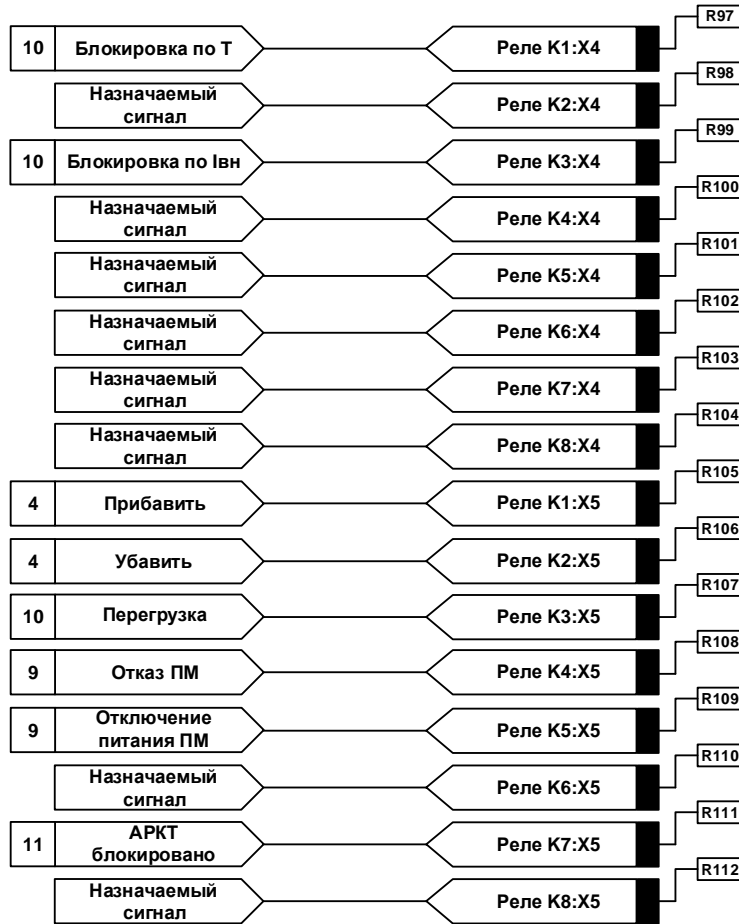 R97
10 Блокировка по Т Реле K1:X4
R98
Назначаемый
сигнал Реле K2:X4
R99
10 Блокировка по Iвн Реле K3:X4
R100
Назначаемый
сигнал Реле K4:X4
R101
Назначаемый
сигнал Реле K5:X4
R102
Назначаемый
сигнал Реле K6:X4
R103
Назначаемый
сигнал Реле K7:X4
R104
Назначаемый
сигнал Реле K8:X4
R105
4 Прибавить Реле K1:X5
R106
4 Убавить Реле K2:X5
R107
10 Перегрузка Реле K3:X5
R108
9 Отказ ПМ Реле K4:X5
R109
Отключение
9 питания ПМ Реле K5:X5
R110
Назначаемый
сигнал Реле K6:X5
R111
АРКТ
11 блокировано Реле K7:X5
R112
Назначаемый
сигнал Реле K8:X5